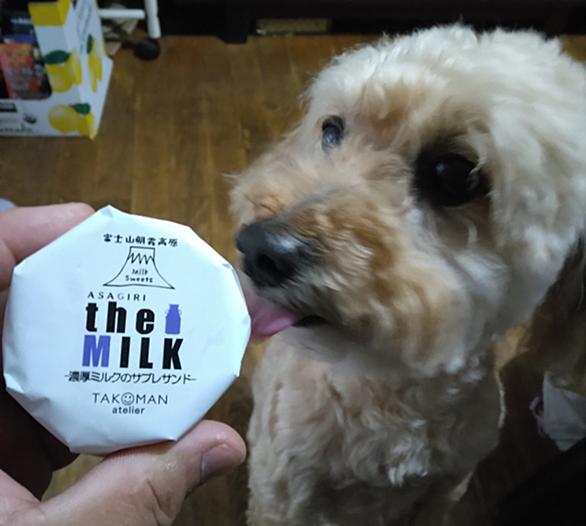 富士山朝霧高原
Milk
Sweets
ASAGIRI
the
MILK
濃厚ミルクのサブレサンド
TAKOMAN
atelier